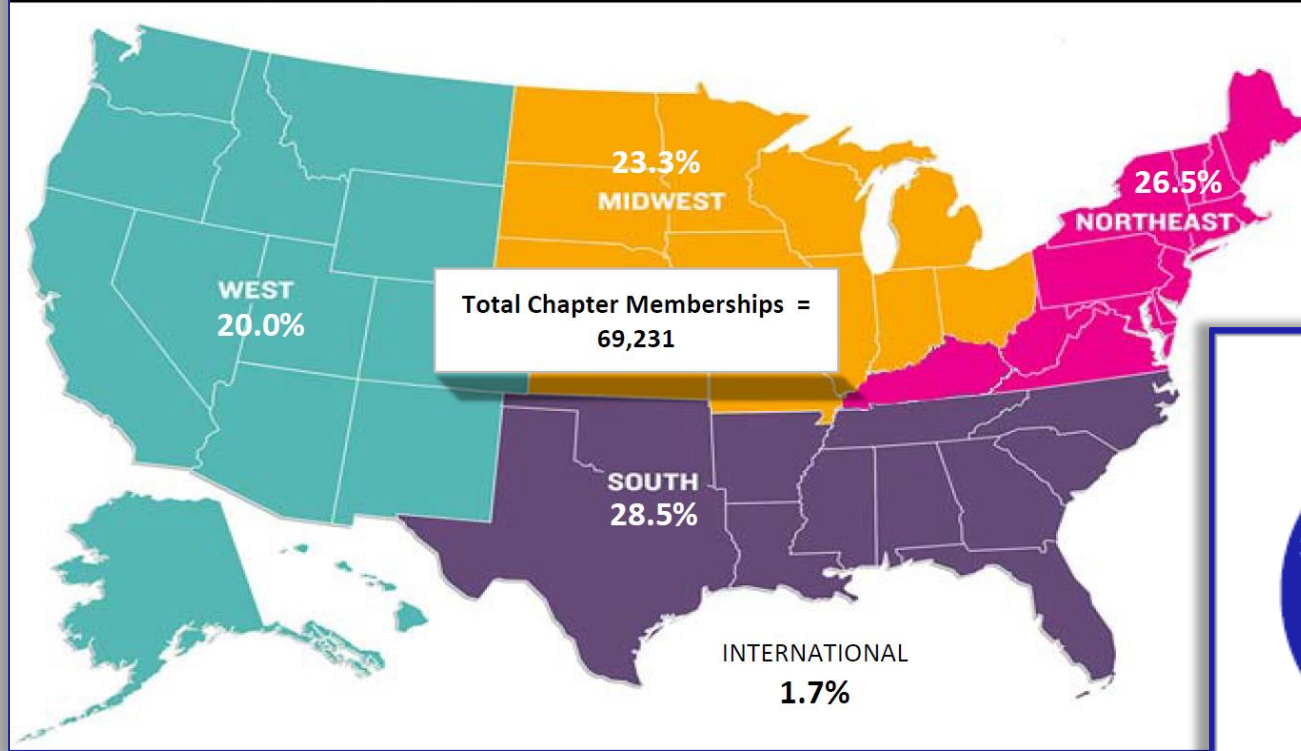 23.3%
MIDWEST
26.5%
NORTHEAST
WEST
20.0%
Total Chapter Memberships =
69,231
SOUTH
28.5%
INTERNATIONAL
1.7%